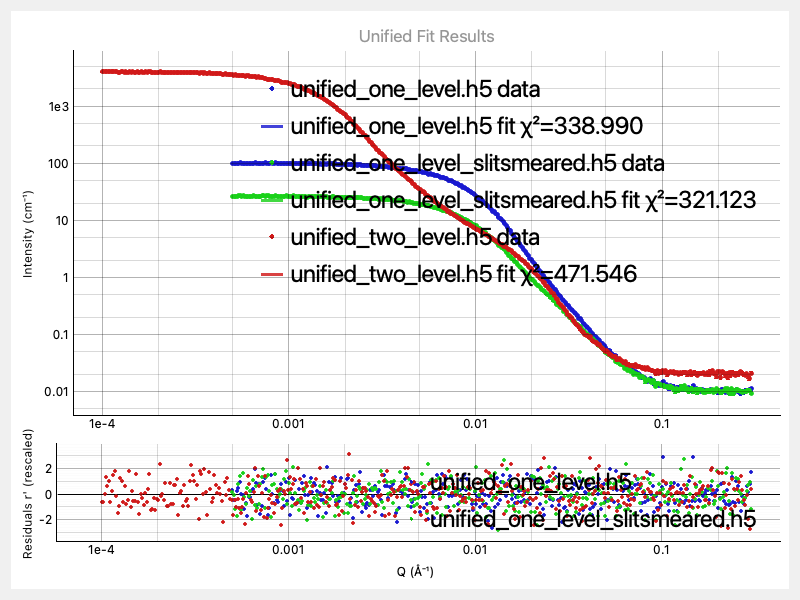 Unified Fit Results
Intensity (cm⁻¹)
1e3
100
10
1
0.1
0.01
unified_one_level.h5 data
unified_one_level.h5 fit χ²=338.990
unified_one_level_slitsmeared.h5 data
unified_one_level_slitsmeared.h5 fit χ²=321.123
unified_two_level.h5 data
unified_two_level.h5 fit χ²=471.546
1e-4 0.001 0.01 0.1
Residuals r' (rescaled)
2
0
-2
unified_one_level.h5
unified_one_level_slitsmeared.h5
1e-4 0.001 0.01 0.1
Q (Å⁻¹)